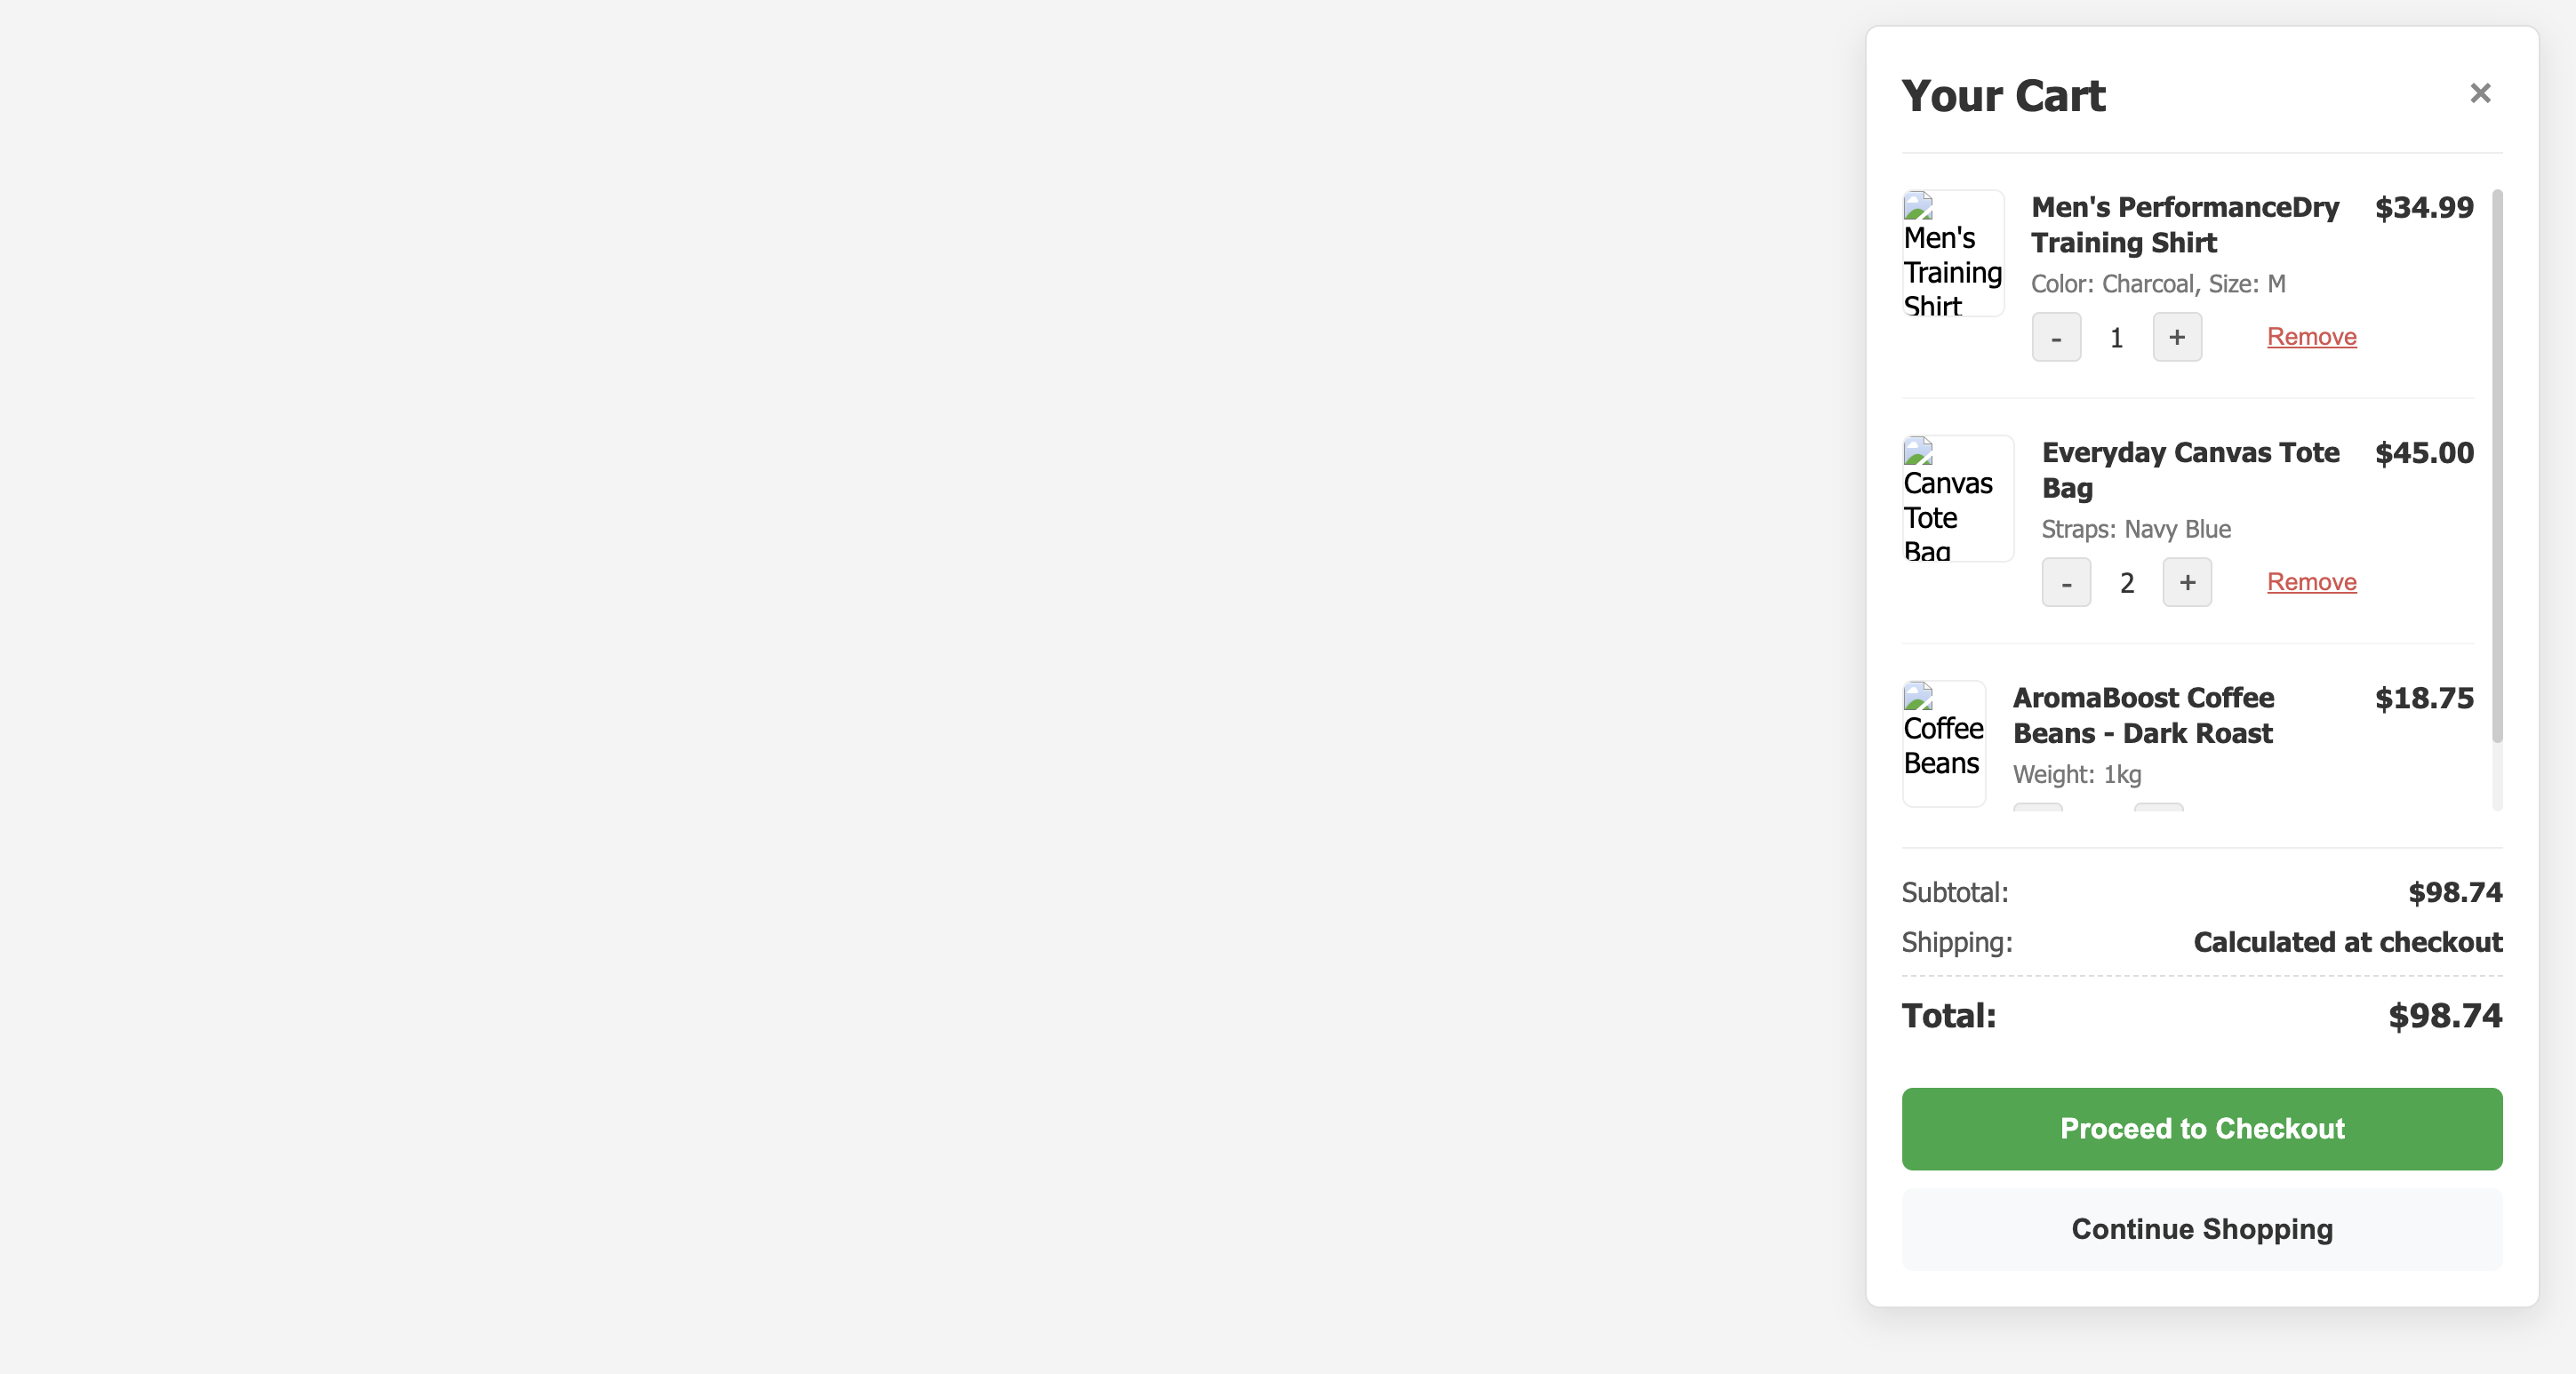 Your Cart ×
Men's
Training
Shirt
Men's PerformanceDry
Training Shirt
$34.99
Color: Charcoal, Size: M
- 1 + Remove
Canvas
Tote
Bag
Everyday Canvas Tote
Bag
$45.00
Straps: Navy Blue
- 2 + Remove
Coffee
Beans
AromaBoost Coffee
Beans - Dark Roast
$18.75
Weight: 1kg
Subtotal: $98.74
Shipping: Calculated at checkout
Total: $98.74
Proceed to Checkout
Continue Shopping